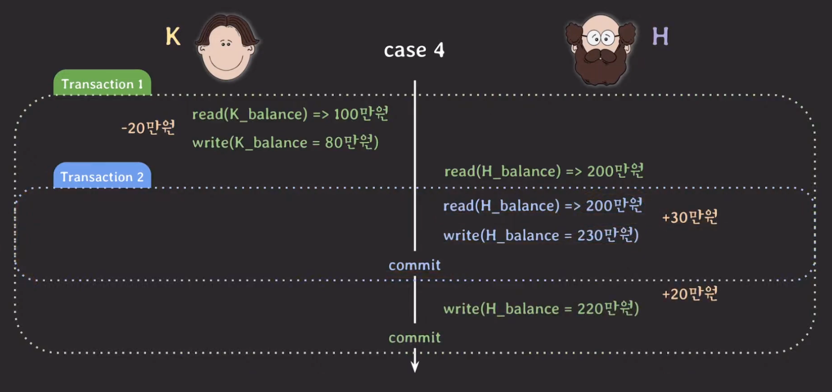 K
case 4
H
Transaction 1
read(K_balance) => 100만원
-20만원
write(K_balance = 80만원)
read(H_balance) => 200만원
Transaction 2
read(H_balance) => 200만원
+30만원
write(H_balance = 230만원)
commit
+20만원
write(H_balance = 220만원)
commit